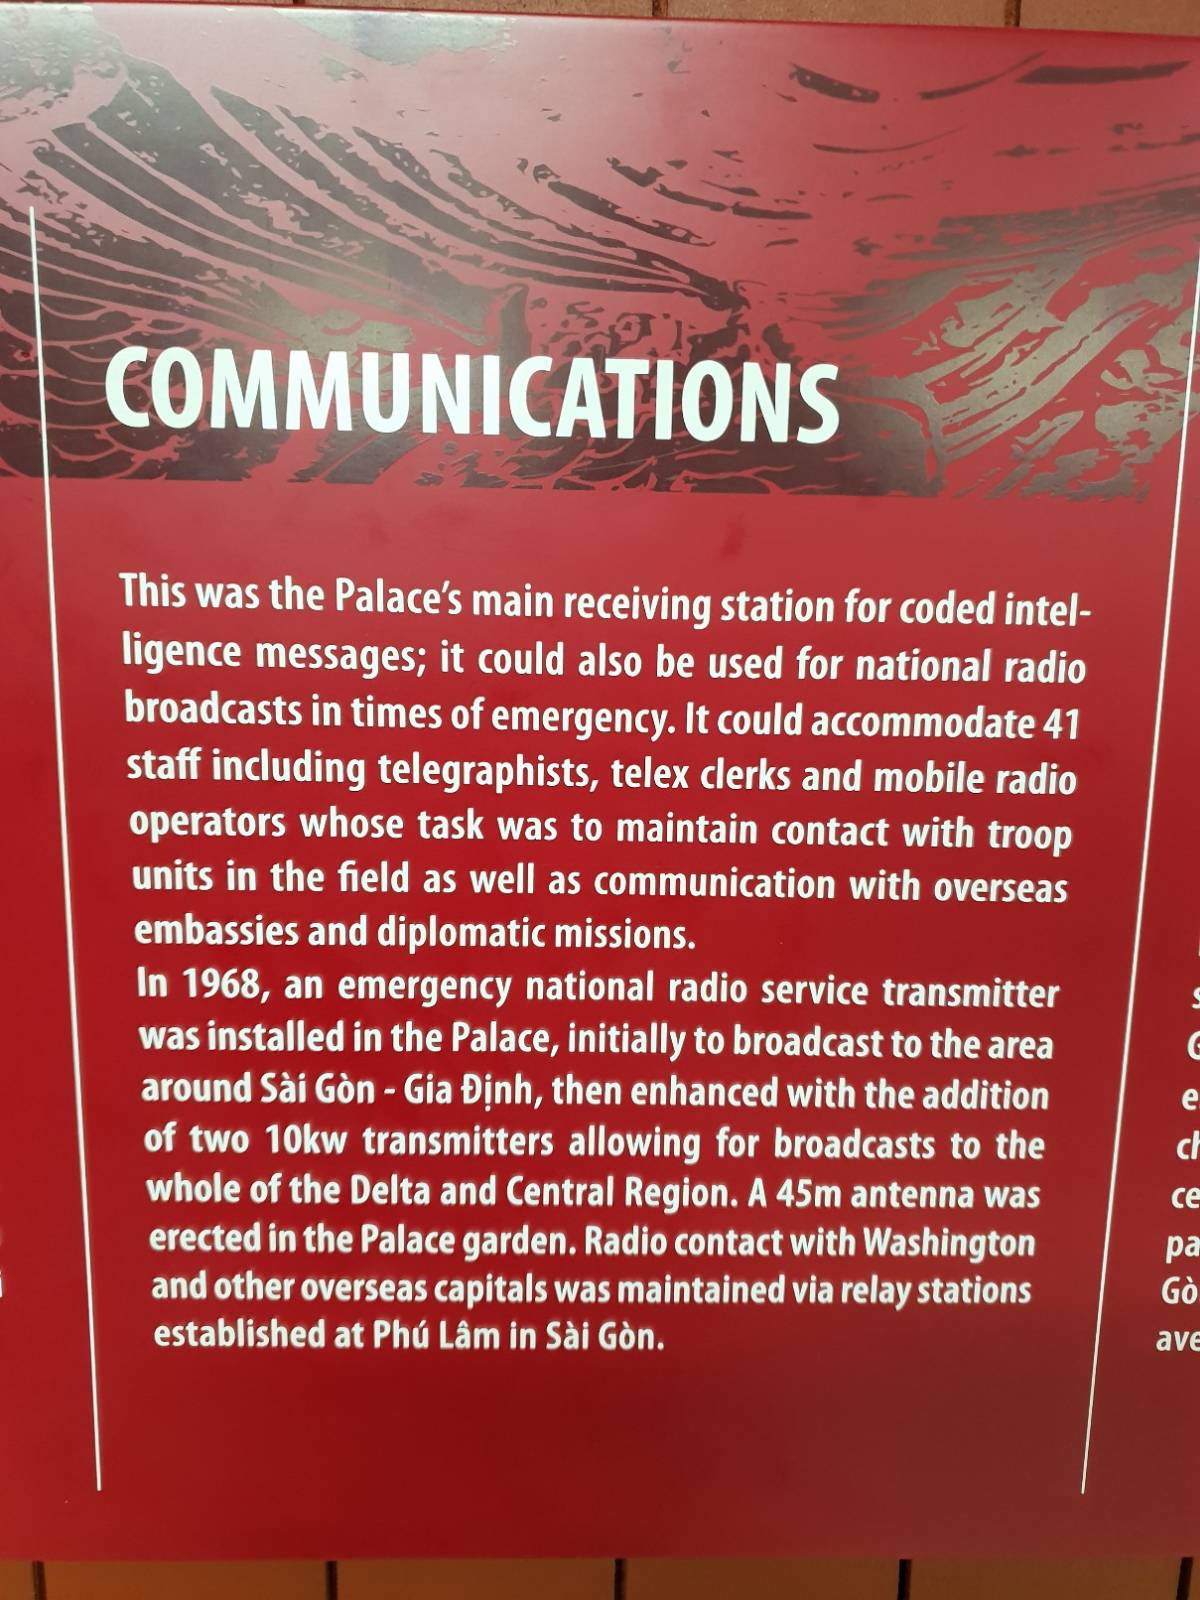 COMMUNICATIONS
This was the Palace's main receiving station for coded intel-
ligence messages; it could also be used for national radio
broadcasts in times of emergency. It could accommodate 41
staff including telegraphists, telex clerks and mobile radio
operators whose task was to maintain contact with troop
units in the field as well as communication with overseas
embassies and diplomatic missions.
In 1968, an emergency national radio service transmitter
was installed in the Palace, initially to broadcast to the area
around Sài Gòn - Gia Định, then enhanced with the addition
of two 10kw transmitters allowing for broadcasts to the
whole of the Delta and Central Region. A 45m antenna was
erected in the Palace garden. Radio contact with Washington
and other overseas capitals was maintained via relay stations
established at Phú Lâm in Sài Gòn.